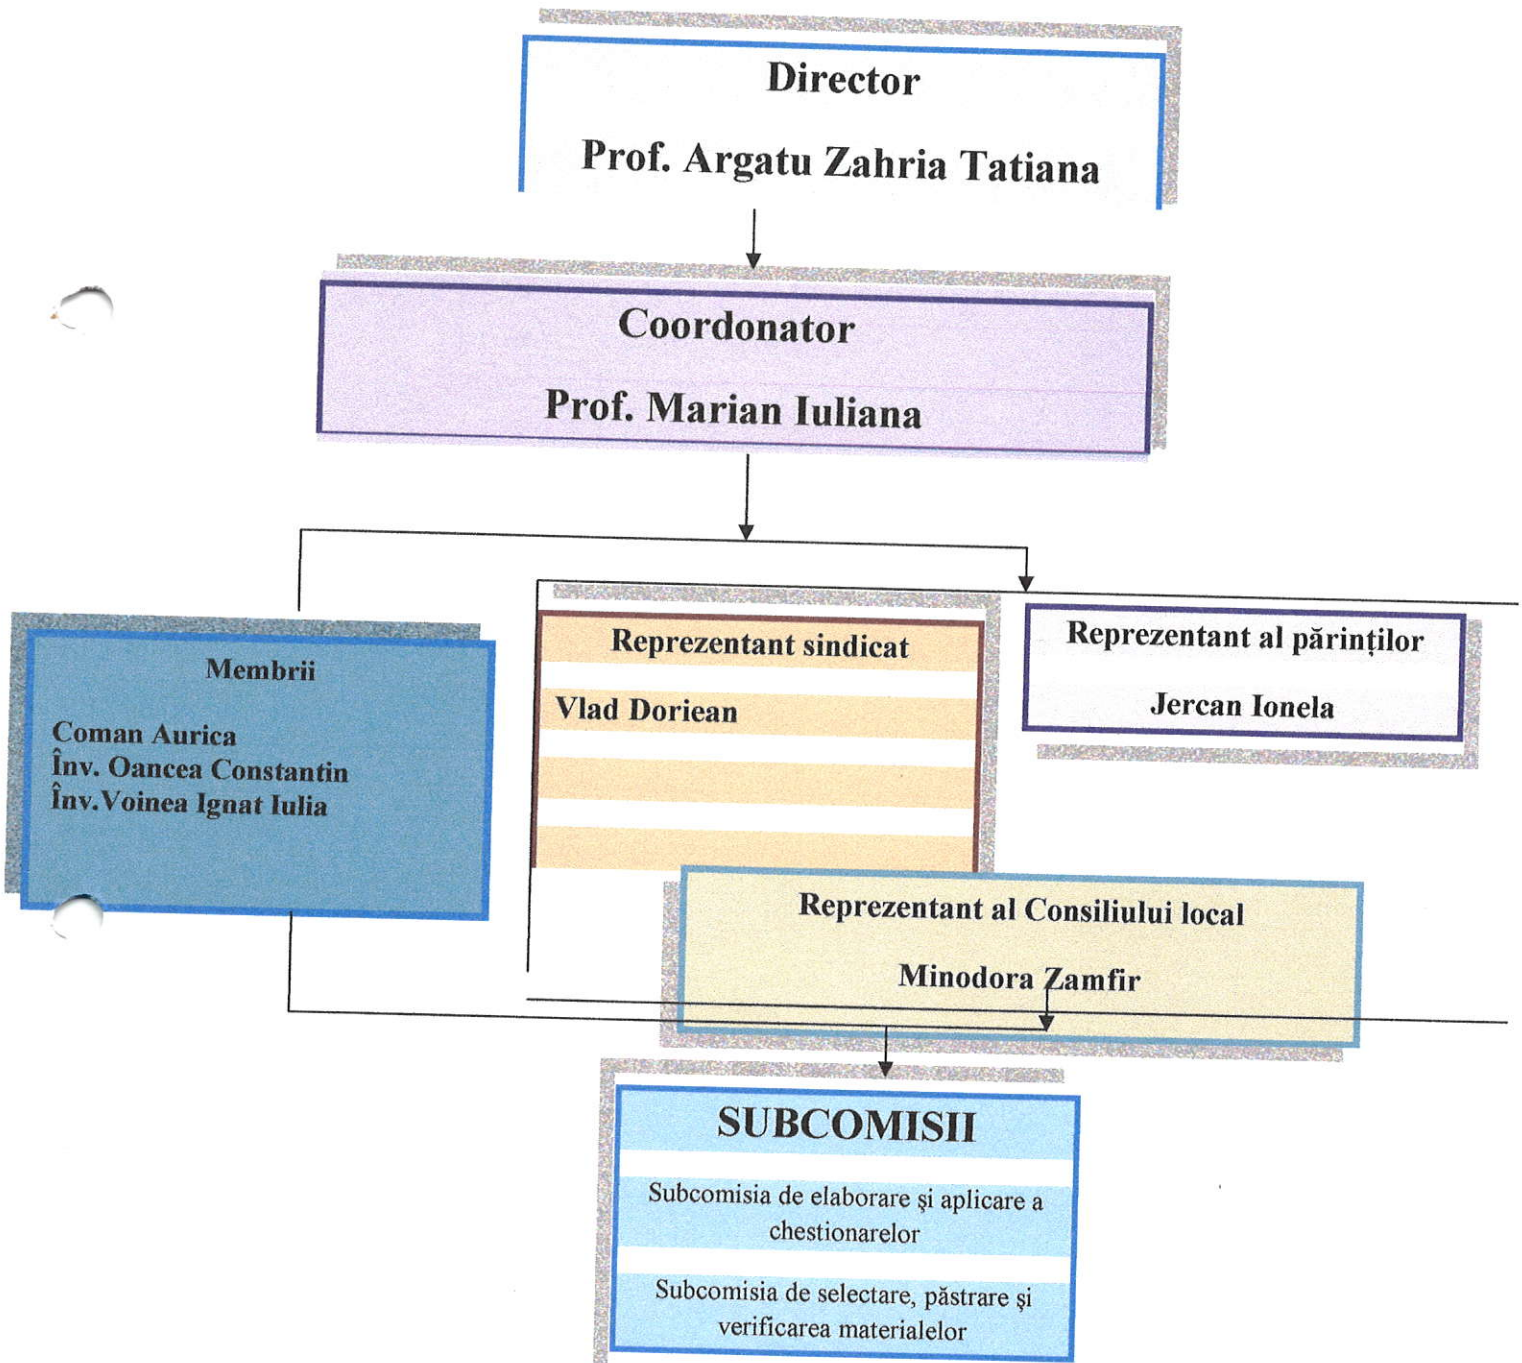 Director
Prof. Argatu Zahria Tatiana
Coordonator
Prof. Marian Iuliana
Membrii
Coman Aurica
Înv. Oancea Constantin
Înv.Voinea Ignat Iulia
Reprezentant sindicat
Vlad Doriean
Reprezentant al părinților
Jercan Ionela
Reprezentant al Consiliului local
Minodora Zamfir
SUBCOMISII
Subcomisia de elaborare şi aplicare a
chestionarelor
Subcomisia de selectare, păstrare şi
verificarea materialelor